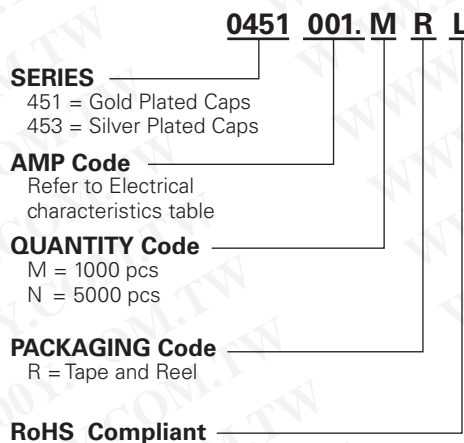 0451 001. M R L
SERIES
451 = Gold Plated Caps
453 = Silver Plated Caps
AMP Code
Refer to Electrical
characteristics table
QUANTITY Code
M = 1000 pcs
N = 5000 pcs
PACKAGING Code
R = Tape and Reel
RoHS Compliant